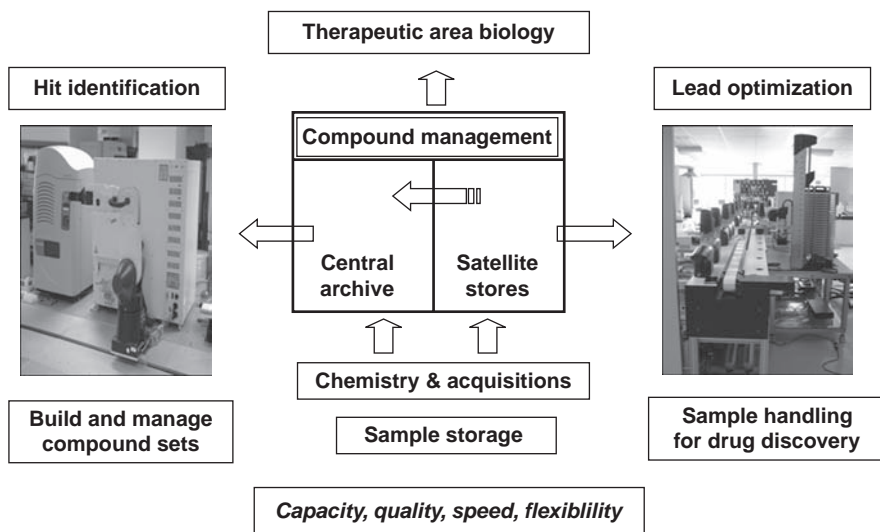 Therapeutic area biology
Hit identification
Lead optimization
Compound management
Central
archive
Satellite
stores
Chemistry & acquisitions
Build and manage
compound sets
Sample storage
Sample handling
for drug discovery
Capacity, quality, speed, flexiblility